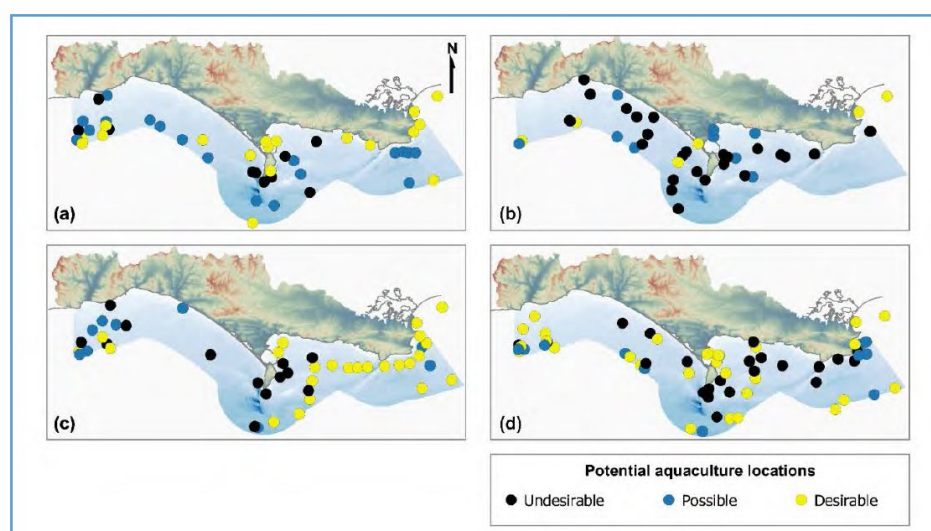 N
(a)
(b)
(c)
(d)
Potential aquaculture locations
Undesirable Possible Desirable